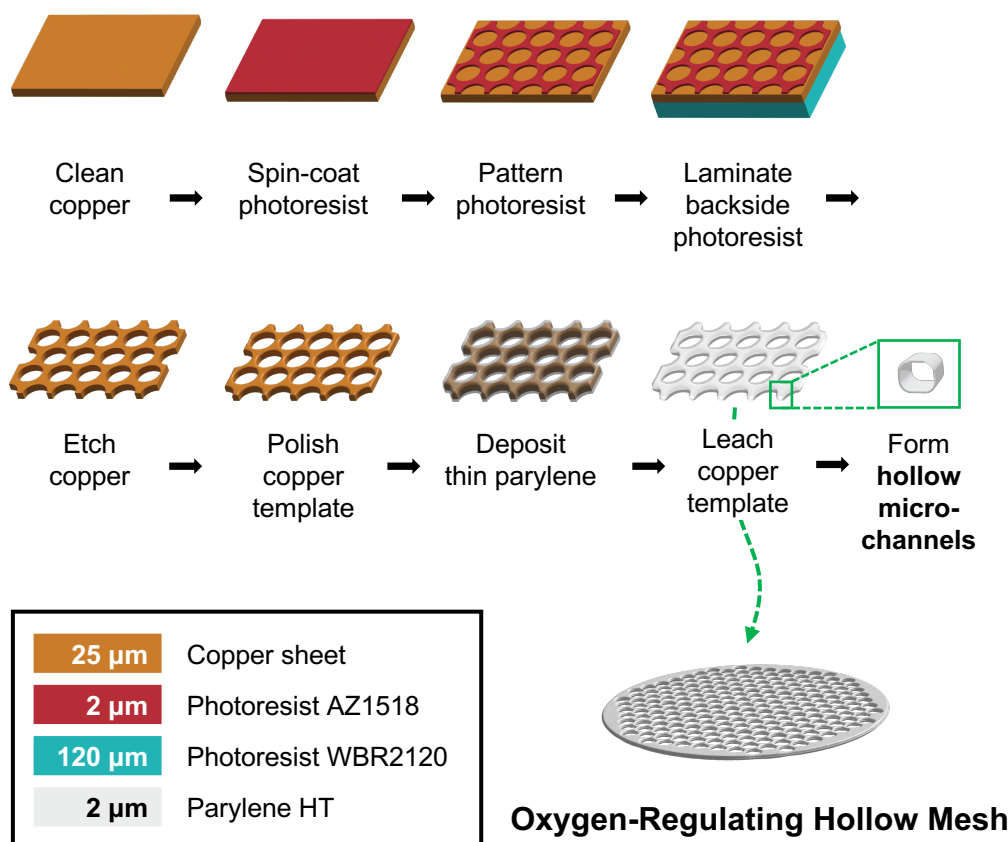 Clean
copper
Spin-coat
photoresist
Pattern
photoresist
Laminate
backside
photoresist
Etch
copper
Polish
copper
template
Deposit
thin parylene
Leach
copper
template
Form
hollow
micro-
channels
25 µm Copper sheet
2 µm Photoresist AZ1518
120 µm Photoresist WBR2120
2 µm Parylene HT
Oxygen-Regulating Hollow Mesh